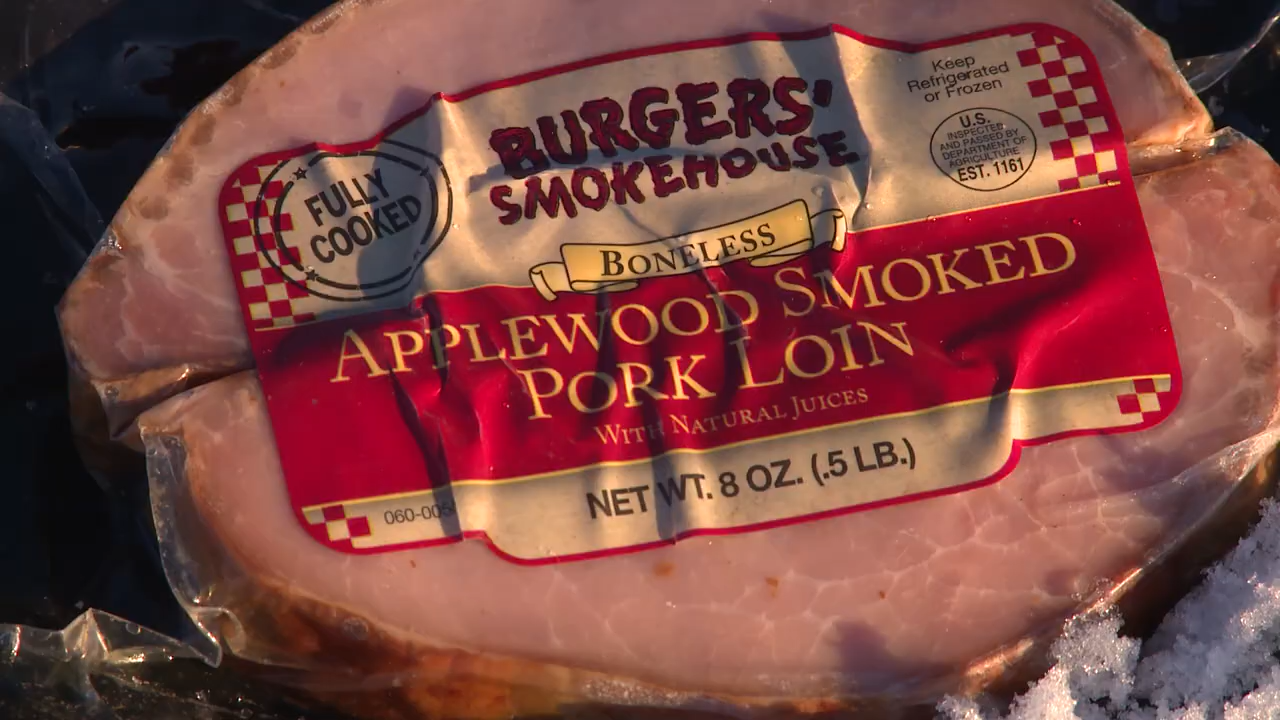 BURGERS'
SMOKEHOUSE
Keep
Refrigerated
or Frozen
U.S.
INSPECTED
AND PASSED BY
DEPARTMENT OF
AGRICULTURE
EST. 1161
FULLY
COOKED
BONELESS
APPLEWOOD SMOKED
PORK LOIN
WITH NATURAL JUICES
NET WT. 8 OZ. (.5 LB.)